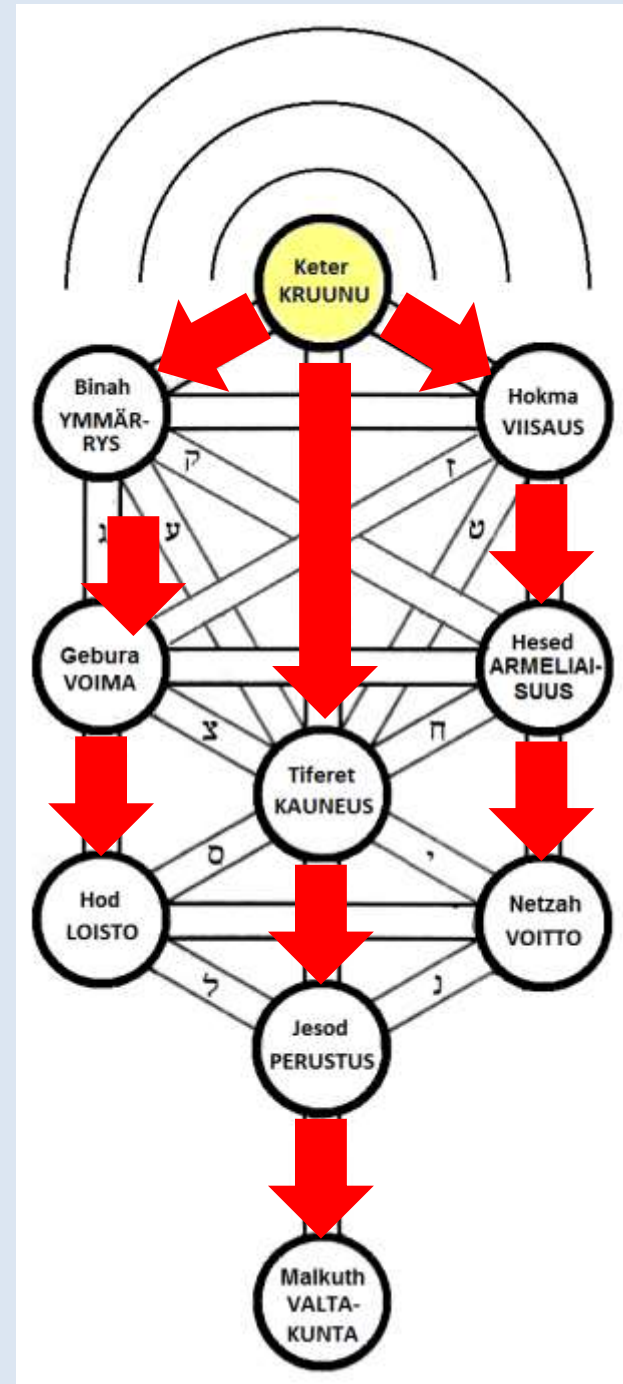 Keter
KRUUNU
Binah
YMMÄR-
RYS
Hokma
VIISAUS
ק
ז
ג
ע
ט
Gebura
VOIMA
Hesed
ARMELIAI-
SUUS
צ
ח
Tiferet
KAUNEUS
ס
י
Hod
LOISTO
Netzah
VOITTO
ל
נ
Jesod
PERUSTUS
Malkuth
VALTA-
KUNTA